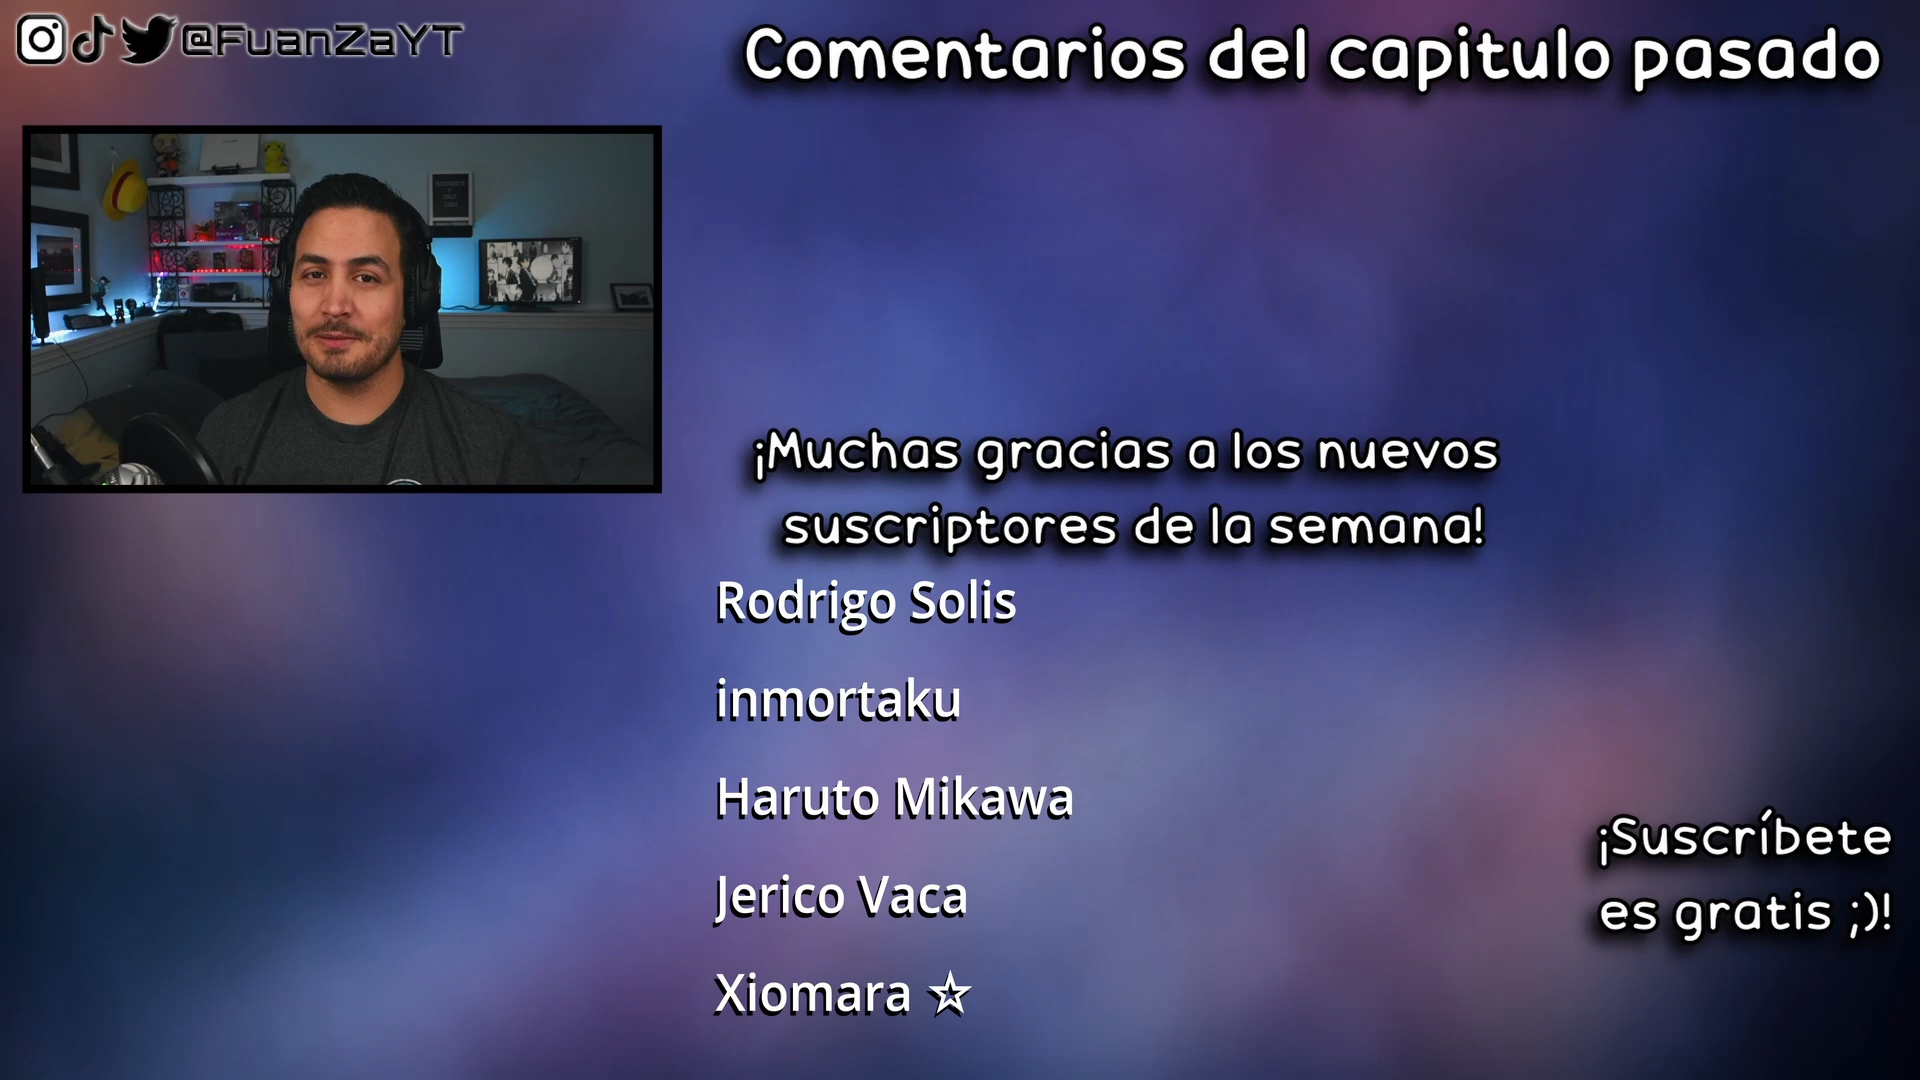 @FuanZaYT
Comentarios del capitulo pasado
¡Muchas gracias a los nuevos
suscriptores de la semana!
Rodrigo Solis
inmortaku
Haruto Mikawa
Jerico Vaca
Xiomara ☆
¡Suscríbete
es gratis ;)!